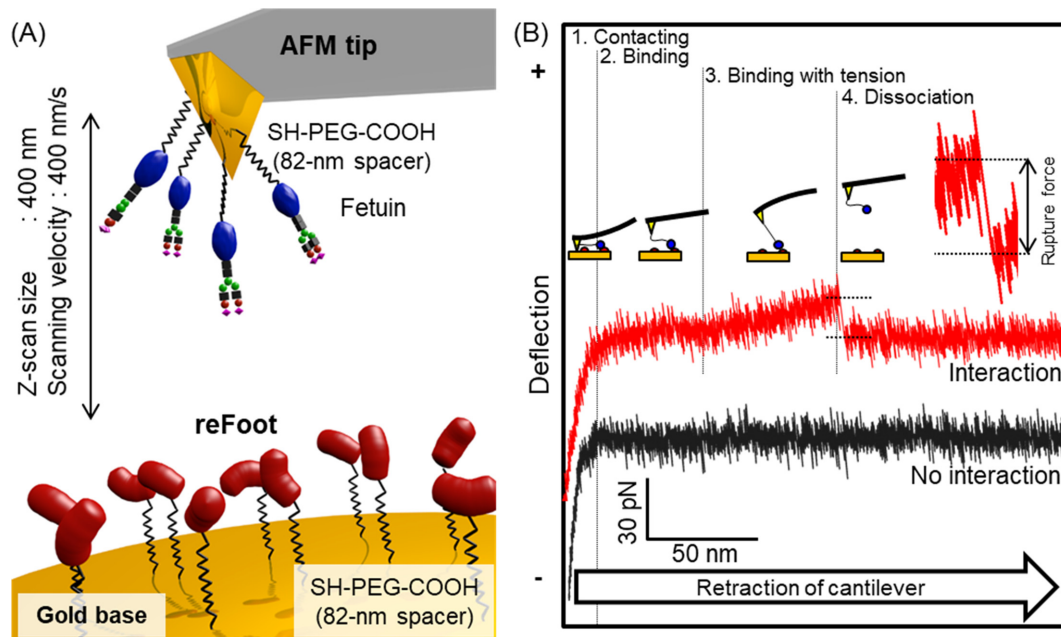 (A)
AFM tip
SH-PEG-COOH
(82-nm spacer)
Fetuin
Z-scan size : 400 nm
Scanning velocity : 400 nm/s
reFoot
Gold base
SH-PEG-COOH
(82-nm spacer)
(B)
1. Contacting
2. Binding
3. Binding with tension
4. Dissociation
+
Deflection
-
Rupture force
Interaction
No interaction
30 pN
50 nm
Retraction of cantilever